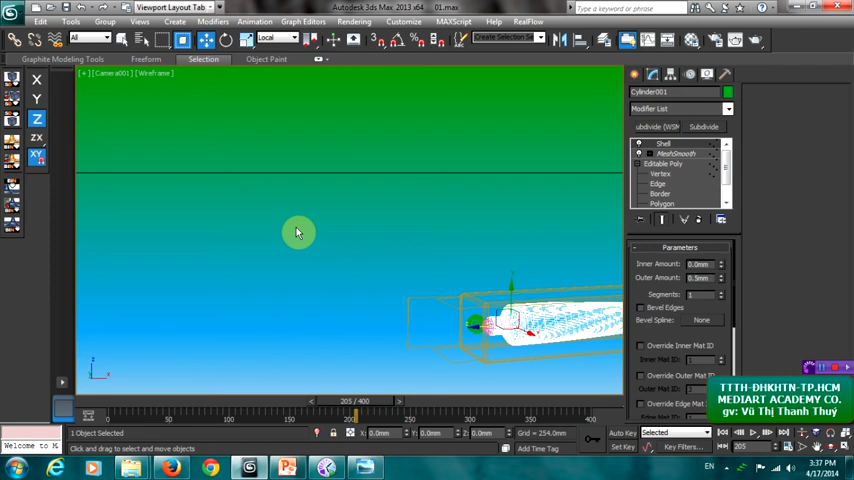 Viewport Layout Tab
Autodesk 3ds Max 2013 x64
01.max
Type a keyword or phrase
Edit Tools Group Views Create Modifiers Animation Graph Editors Rendering Customize MAXScript Help RealFlow
All
Local
Create Selection Se
Graphite Modeling Tools Freeform Selection Object Paint
X
Y
Z
ZX
XY
[+] [Camera001] [Wireframe]
Cylinder001
Modifier List
ubdivide (WSM Subdivide
Shell
MeshSmooth
Editable Poly
Vertex
Edge
Border
Polygon
Parameters
Inner Amount: 0.0mm
Outer Amount: 0.5mm
Segments: 1
Bevel Edges
Bevel Spline: None
Override Inner Mat ID
Inner Mat ID: 1
Override Outer Mat ID
Outer Mat ID:
Override Edge Mat
TTTH-ĐHKHTN-TP.HCM
MEDIART ACADEMY CO.
gv: Vũ Thị Thanh Thuý
205 / 400
0 50 100 150 200 250 300 350 400
1 Object Selected
X: 0.0mm Y: 0.0mm Z: 0.0mm Grid = 254.0mm
Auto Key Selected
Welcome to M
Click and drag to select and move objects
Add Time Tag
Set Key Key Filters...
205
EN
3:37 PM
4/17/2014